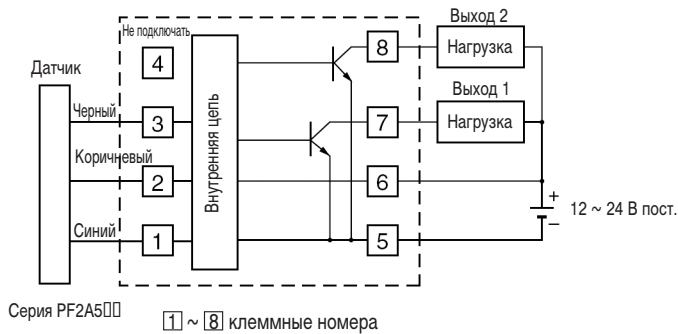 Выход 2
Не подключать
8
Нагрузка
4
Датчик
Выход 1
Черный
3
7
Нагрузка
Внутренняя цепь
Коричневый
2
6
+
12 ~ 24 В пост.
–
Синий
1
5
Серия PF2A5▯▯
1 ~ 8 клеммные номера